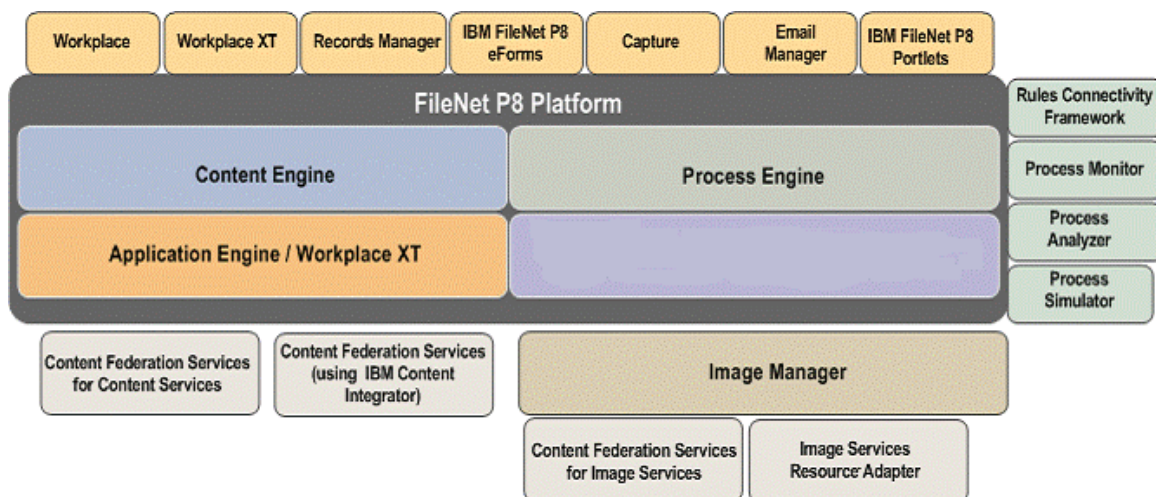 Workplace
Workplace XT
Records Manager
IBM FileNet P8
eForms
Capture
Email
Manager
IBM FileNet P8
Portlets
FileNet P8 Platform
Rules Connectivity
Framework
Content Engine
Process Engine
Process Monitor
Application Engine / Workplace XT
Process
Analyzer
Process
Simulator
Content Federation Services
for Content Services
Content Federation Services
(using IBM Content
Integrator)
Image Manager
Content Federation Services
for Image Services
Image Services
Resource Adapter